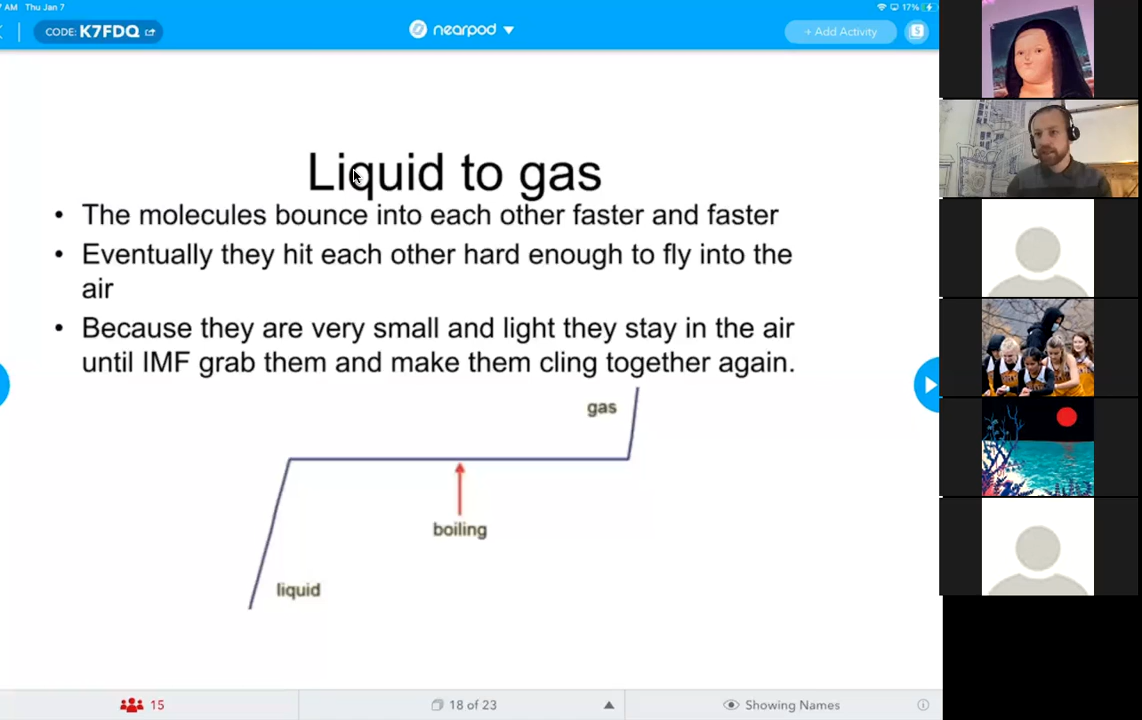 AM Thu Jan 7
17%
CODE: K7FDQ
nearpod
+ Add Activity
S
Liquid to gas
• The molecules bounce into each other faster and faster
• Eventually they hit each other hard enough to fly into the
air
• Because they are very small and light they stay in the air
until IMF grab them and make them cling together again.
gas
boiling
liquid
15
18 of 23
Showing Names